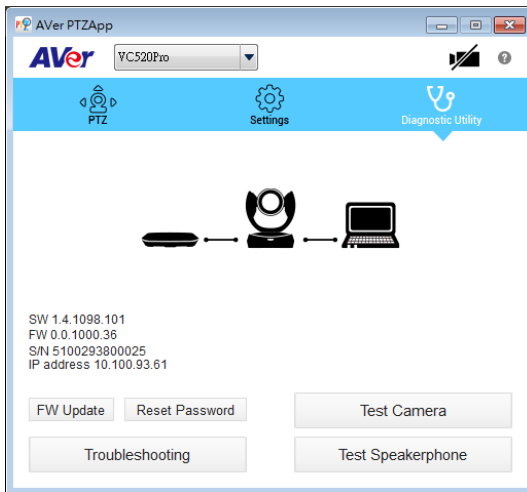 AVer PTZApp
AVer
VC520Pro
?
PTZ
Settings
Diagnostic Utility
SW 1.4.1098.101
FW 0.0.1000.36
S/N 5100293800025
IP address 10.100.93.61
FW Update
Reset Password
Test Camera
Troubleshooting
Test Speakerphone